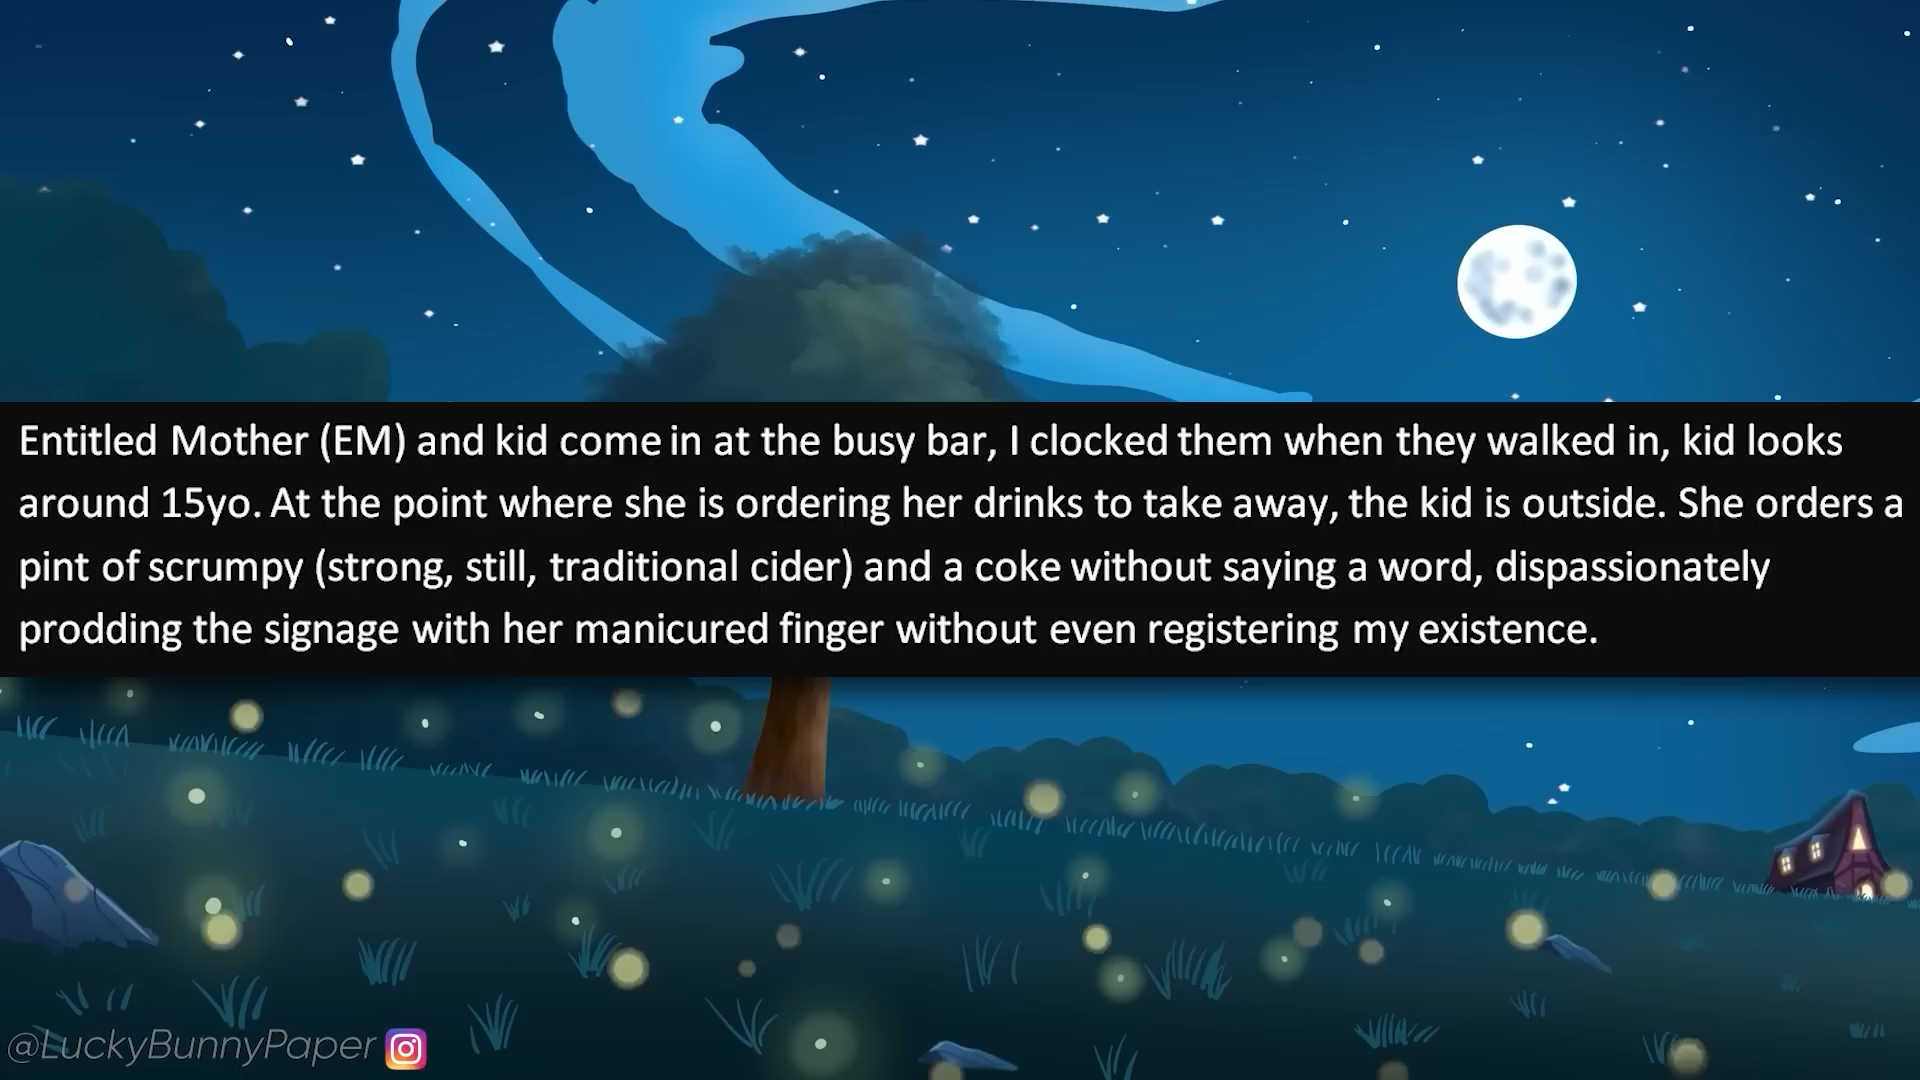 Entitled Mother (EM) and kid come in at the busy bar, I clocked them when they walked in, kid looks
around 15yo. At the point where she is ordering her drinks to take away, the kid is outside. She orders a
pint of scrumpy (strong, still, traditional cider) and a coke without saying a word, dispassionately
prodding the signage with her manicured finger without even registering my existence.
@LuckyBunnyPaper